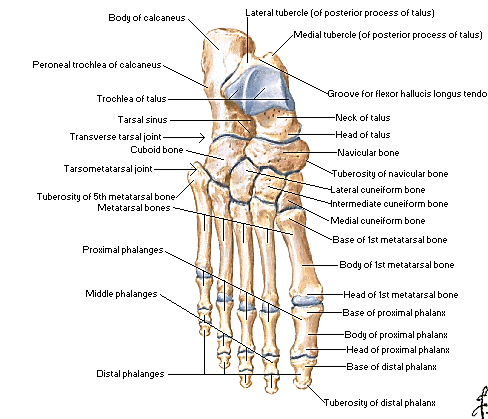 Body of calcaneus
Lateral tubercle (of posterior process of talus)
Medial tubercle (of posterior process of talus)
Peroneal trochlea of calcaneus
Groove for flexor hallucis longus tendo
Trochlea of talus
Neck of talus
Tarsal sinus
Head of talus
Transverse tarsal joint
Cuboid bone
Navicular bone
Tarsometatarsal joint
Tuberosity of navicular bone
Lateral cuneiform bone
Tuberosity of 5th metatarsal bone
Intermediate cuneiform bone
Metatarsal bones
Medial cuneiform bone
Base of 1st metatarsal bone
Proximal phalanges
Body of 1st metatarsal bone
Middle phalanges
Head of 1st metatarsal bone
Base of proximal phalanx
Body of proximal phalanx
Head of proximal phalanx
Base of distal phalanx
Distal phalanges
Tuberosity of distal phalanx